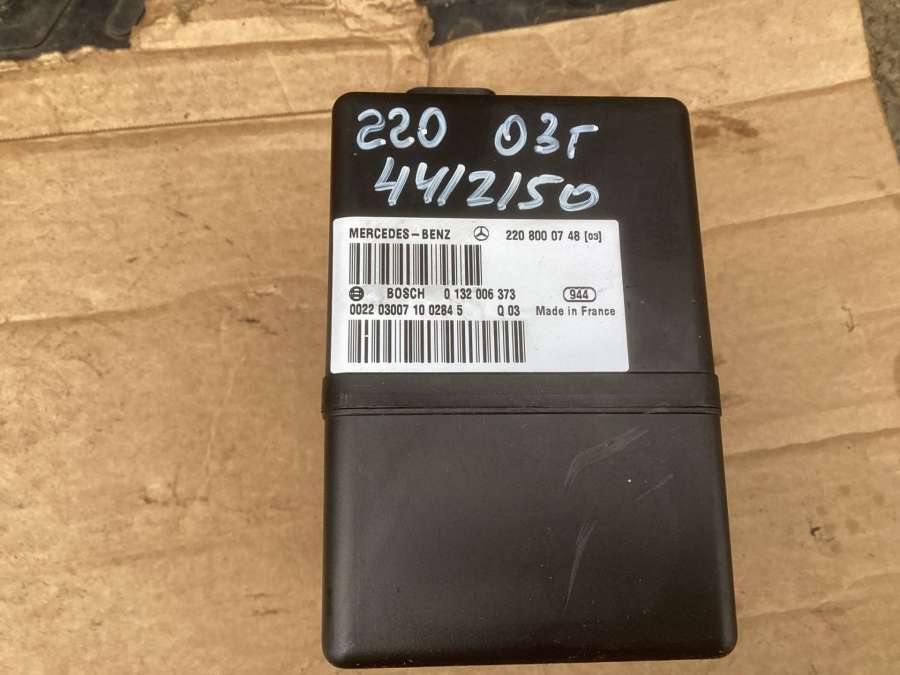 220 03г
4412150
MERCEDES-BENZ 220 800 07 48 [03]
BOSCH 0 132 006 373 944
0022 03007 10 0284 5 Q 03 Made in France